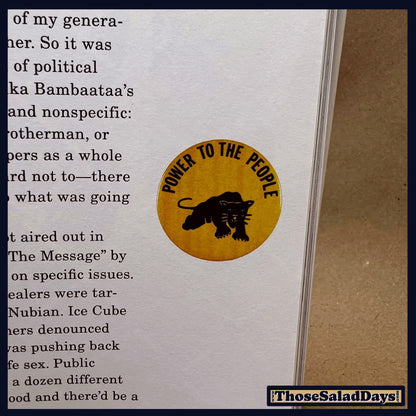 of my genera-
ner. So it was
of political
ka Bambaataa's
and nonspecific:
rotherman, or
pers as a whole
rd not to—there
o what was going
ot aired out in
"The Message" by
on specific issues.
ealers were tar-
Nubian. Ice Cube
ners denounced
was pushing back
fe sex. Public
a dozen different
ood and there'd be a
POWER TO THE PEOPLE
!ThoseSaladDays!